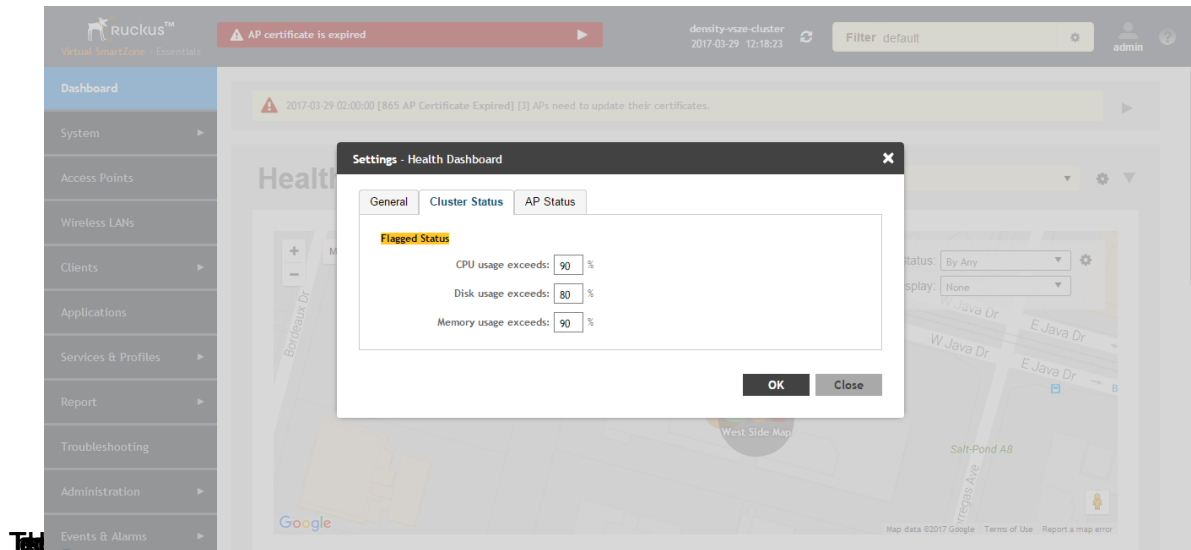 RUCKUS™
Virtual SmartZone - Essentials
AP certificate is expired
density-vsze-cluster
2017-03-29 12:18:23
Filter default
admin
Dashboard
System
Access Points
Wireless LANs
Clients
Applications
Services & Profiles
Report
Troubleshooting
Administration
Events & Alarms
2017-03-29 02:00:00 [865 AP Certificate Expired] [3] APs need to update their certificates.
Settings - Health Dashboard
General
Cluster Status
AP Status
Flagged Status
CPU usage exceeds: 90 %
Disk usage exceeds: 80 %
Memory usage exceeds: 90 %
OK
Close
By Any
None
Bordeaux Dr
W Java Dr
E Java Dr
W Java Dr
E Java Dr
West Side Map
Salt-Pond A8
Google
Map data ©2017 Google
Terms of Use
Report a map error